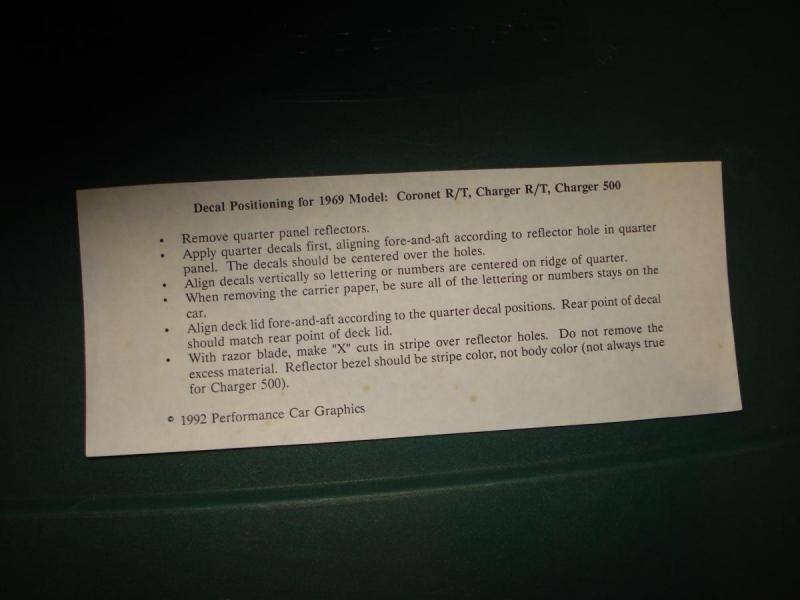 Decal Positioning for 1969 Model: Coronet R/T, Charger R/T, Charger 500
• Remove quarter panel reflectors.
• Apply quarter decals first, aligning fore-and-aft according to reflector hole in quarter
panel. The decals should be centered over the holes.
• Align decals vertically so lettering or numbers are centered on ridge of quarter.
• When removing the carrier paper, be sure all of the lettering or numbers stays on the
car.
• Align deck lid fore-and-aft according to the quarter decal positions. Rear point of decal
should match rear point of deck lid.
• With razor blade, make "X" cuts in stripe over reflector holes. Do not remove the
excess material. Reflector bezel should be stripe color, not body color (not always true
for Charger 500).
© 1992 Performance Car Graphics